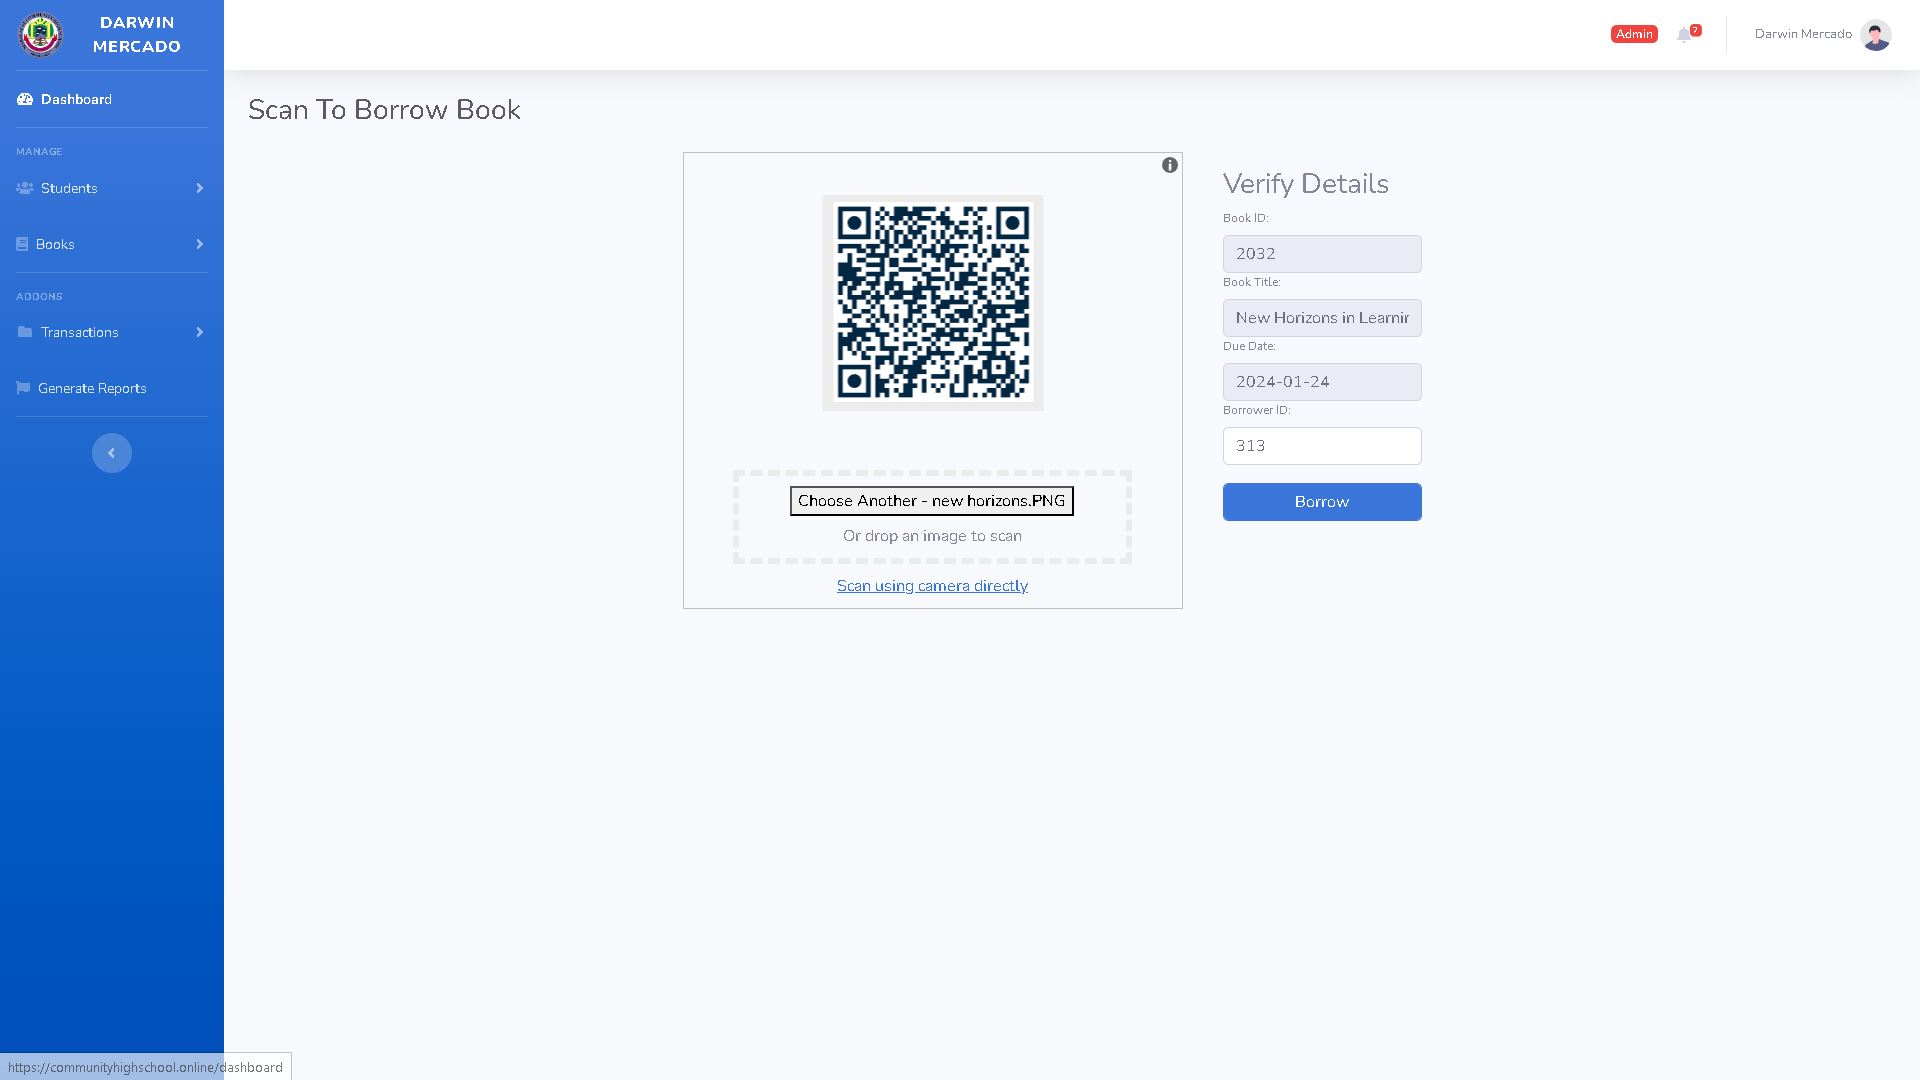 DARWIN
MERCADO
Dashboard
MANAGE
Students
Books
ADDONS
Transactions
Generate Reports
Admin
7
Darwin Mercado
Scan To Borrow Book
Choose Another - new horizons.PNG
Or drop an image to scan
Scan using camera directly
Verify Details
Book ID:
2032
Book Title:
New Horizons in Learnir
Due Date:
2024-01-24
Borrower ID:
313
Borrow
https://communityhighschool.online/dashboard